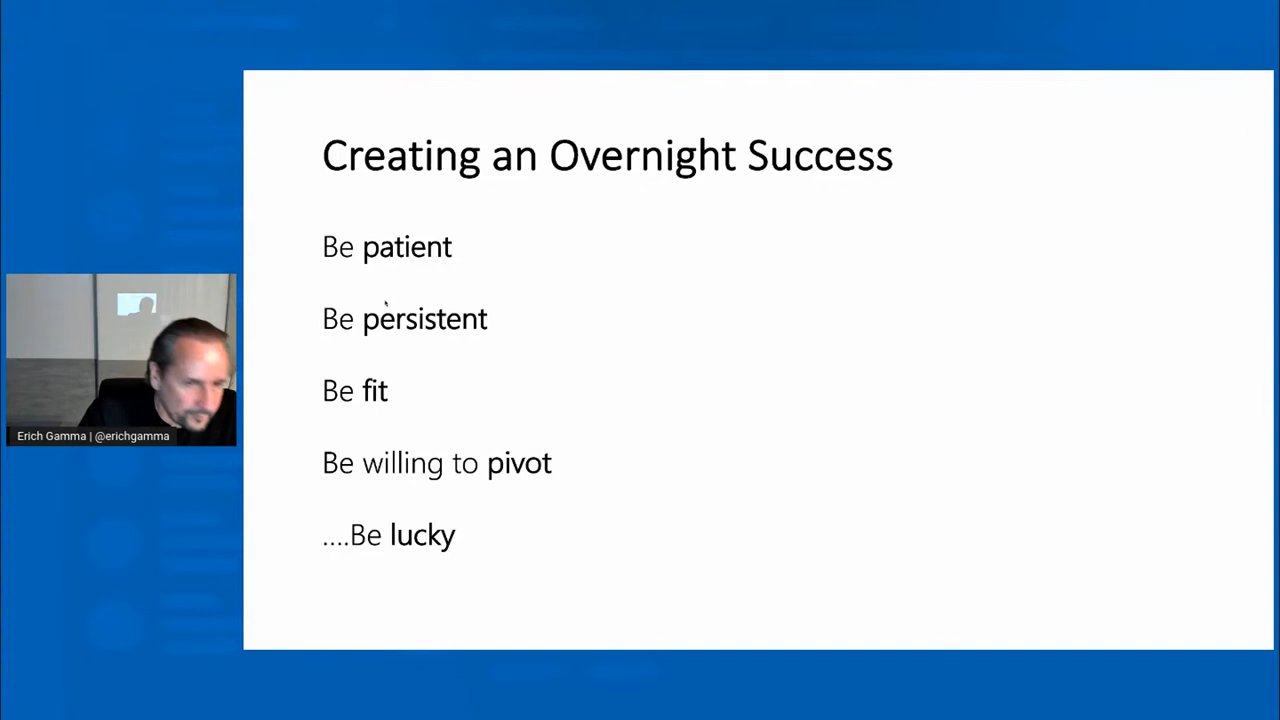 Creating an Overnight Success
Be patient
Be persistent
Be fit
Be willing to pivot
....Be lucky
Erich Gamma | @erichgamma